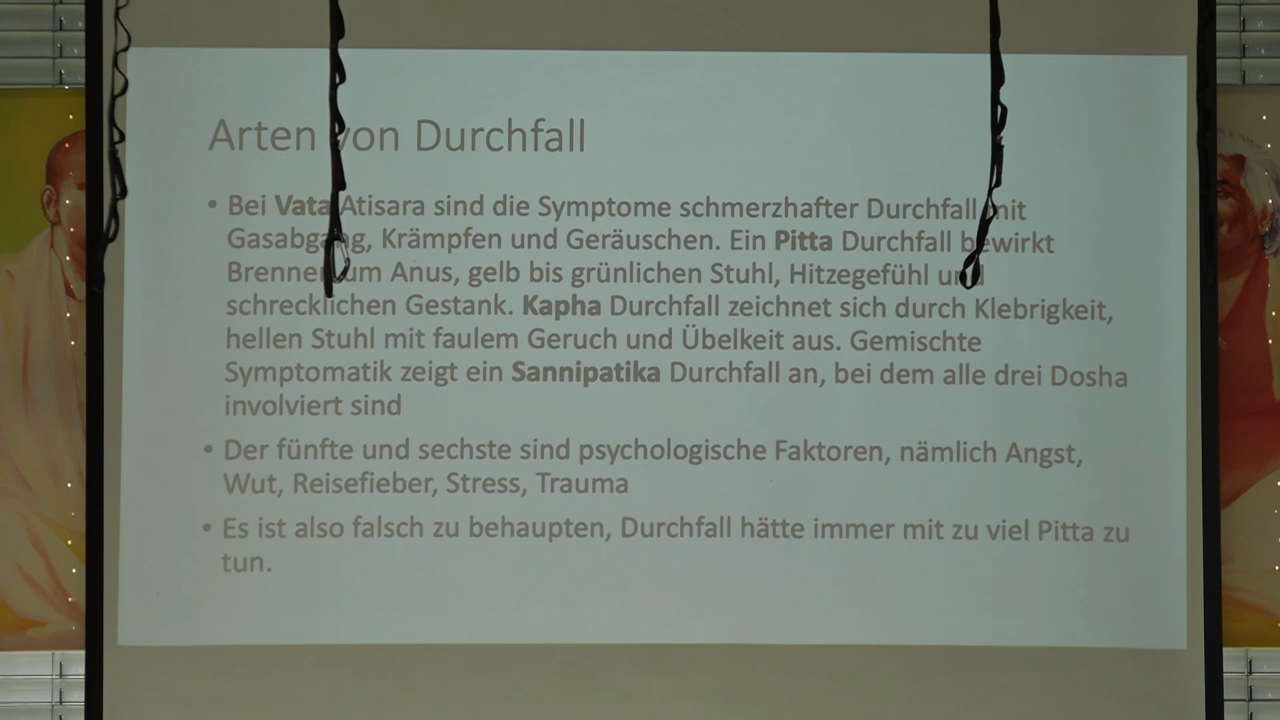 Arten von Durchfall
• Bei Vata Atisara sind die Symptome schmerzhafter Durchfall mit
Gasabgang, Krämpfen und Geräuschen. Ein Pitta Durchfall bewirkt
Brennen um Anus, gelb bis grünlichen Stuhl, Hitzegefühl und
schrecklichen Gestank. Kapha Durchfall zeichnet sich durch Klebrigkeit,
hellen Stuhl mit faulem Geruch und Übelkeit aus. Gemischte
Symptomatik zeigt ein Sannipatika Durchfall an, bei dem alle drei Dosha
involviert sind
• Der fünfte und sechste sind psychologische Faktoren, nämlich Angst,
Wut, Reisefieber, Stress, Trauma
• Es ist also falsch zu behaupten, Durchfall hätte immer mit zu viel Pitta zu
tun.